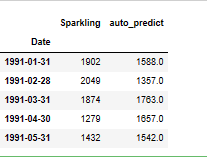 Sparkling auto_predict
Date
1991-01-31 1902 1588.0
1991-02-28 2049 1357.0
1991-03-31 1874 1763.0
1991-04-30 1279 1657.0
1991-05-31 1432 1542.0